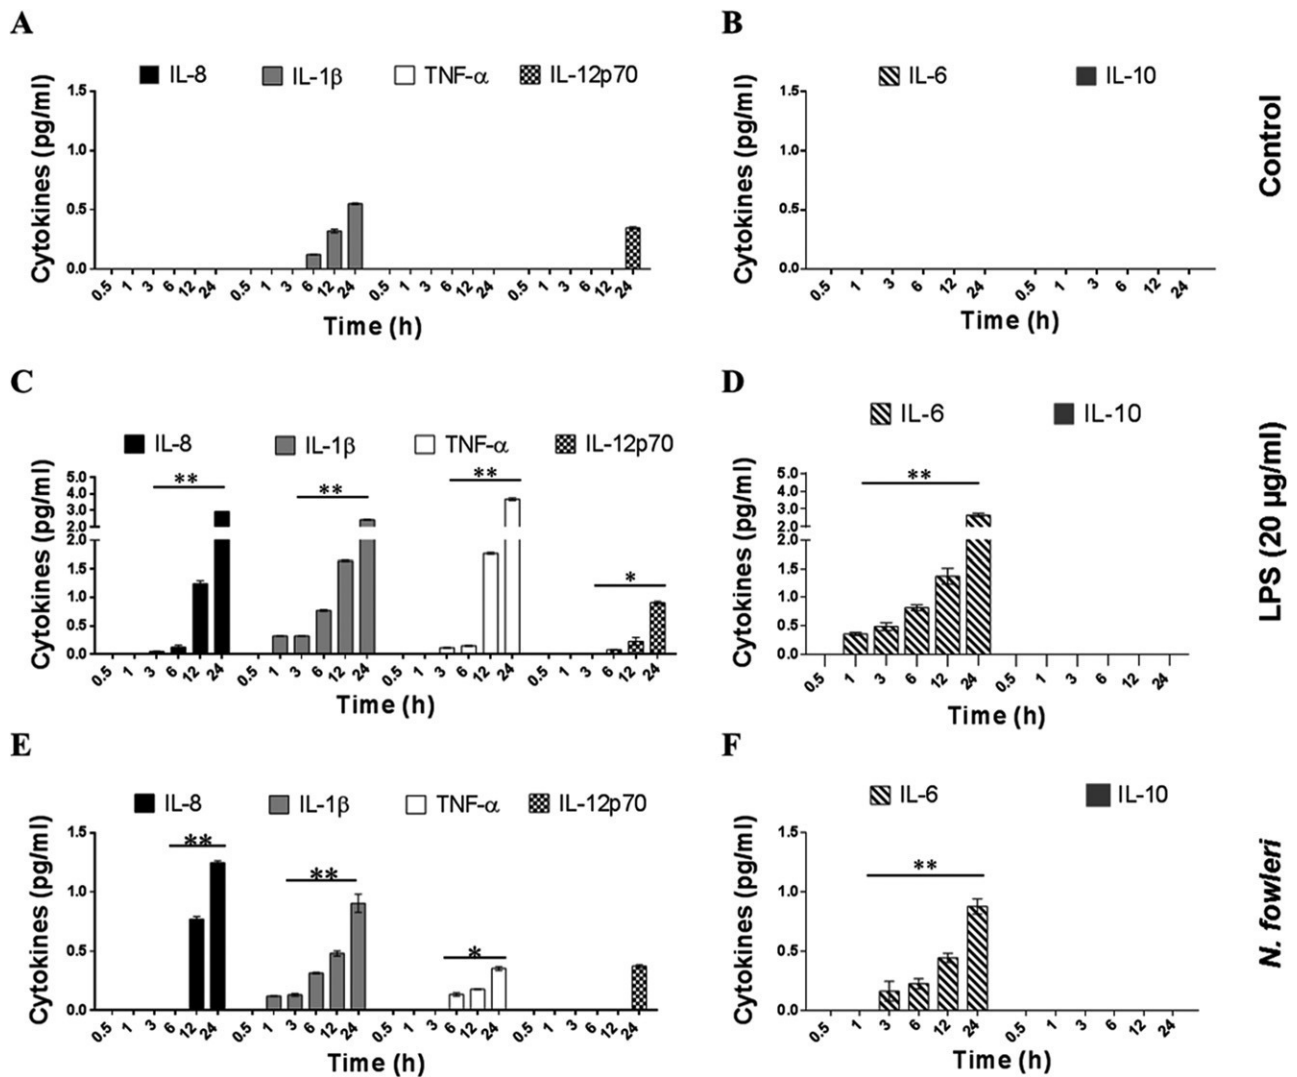 A
IL-8 IL-1β TNF-α IL-12p70
Cytokines (pg/ml)
1.5
1.0
0.5
0.0
0.5 1 3 6 12 24 0.5 1 3 6 12 24 0.5 1 3 6 12 24 0.5 1 3 6 12 24
Time (h)
B
IL-6 IL-10
Cytokines (pg/ml)
1.5
1.0
0.5
0.0
0.5 1 3 6 12 24 0.5 1 3 6 12 24
Time (h)
Control
C
IL-8 IL-1β TNF-α IL-12p70
Cytokines (pg/ml)
5.0
4.0
3.0
2.0
2.0
1.5
1.0
0.5
0.0
** ** ** *
0.5 1 3 6 12 24 0.5 1 3 6 12 24 0.5 1 3 6 12 24 0.5 1 3 6 12 24
Time (h)
D
IL-6 IL-10
Cytokines (pg/ml)
5.0
4.0
3.0
2.0
2.0
1.5
1.0
0.5
0.0
**
0.5 1 3 6 12 24 0.5 1 3 6 12 24
Time (h)
LPS (20 µg/ml)
E
IL-8 IL-1β TNF-α IL-12p70
Cytokines (pg/ml)
1.5
1.0
0.5
0.0
** ** *
0.5 1 3 6 12 24 0.5 1 3 6 12 24 0.5 1 3 6 12 24 0.5 1 3 6 12 24
Time (h)
F
IL-6 IL-10
Cytokines (pg/ml)
1.5
1.0
0.5
0.0
**
0.5 1 3 6 12 24 0.5 1 3 6 12 24
Time (h)
N. fowleri